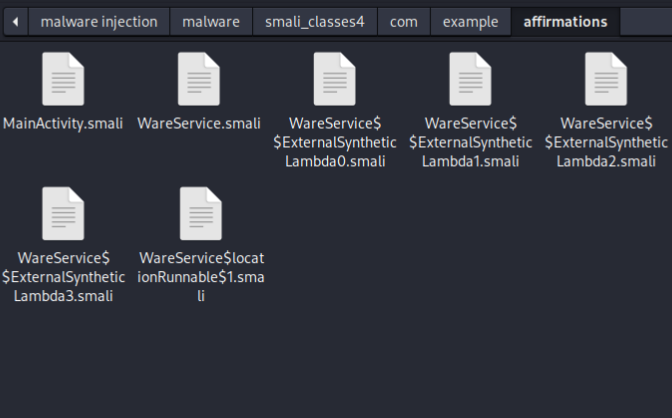 malware injection malware smali_classes4 com example affirmations
MainActivity.smali WareService.smali WareService$ WareService$ WareService$
$ExternalSynthetic $ExternalSynthetic $ExternalSynthetic
Lambda0.smali Lambda1.smali Lambda2.smali
WareService$ WareService$locat
$ExternalSynthetic ionRunnable$1.sma
Lambda3.smali li